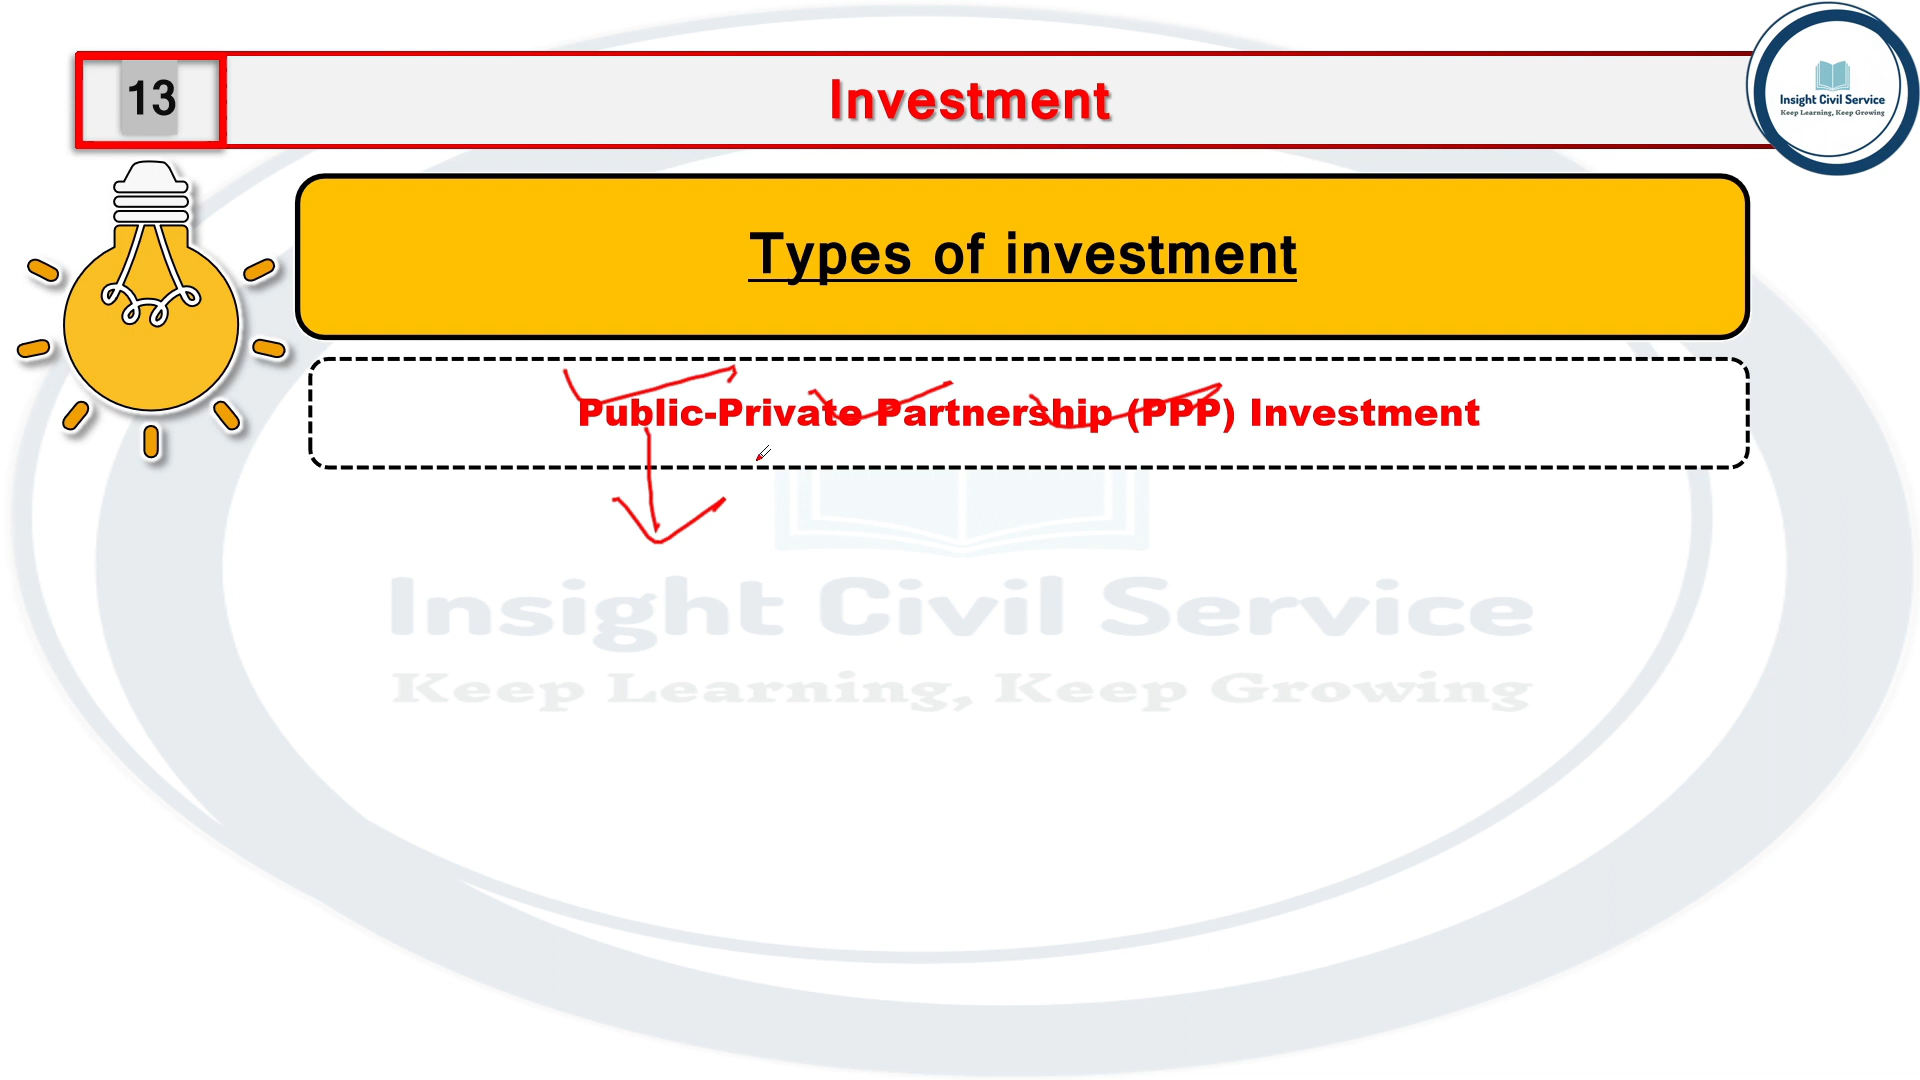 13
Investment
Insight Civil Service
Keep Learning, Keep Growing
Types of investment
Public-Private Partnership (PPP) Investment
Insight Civil Service
Keep Learning, Keep Growing